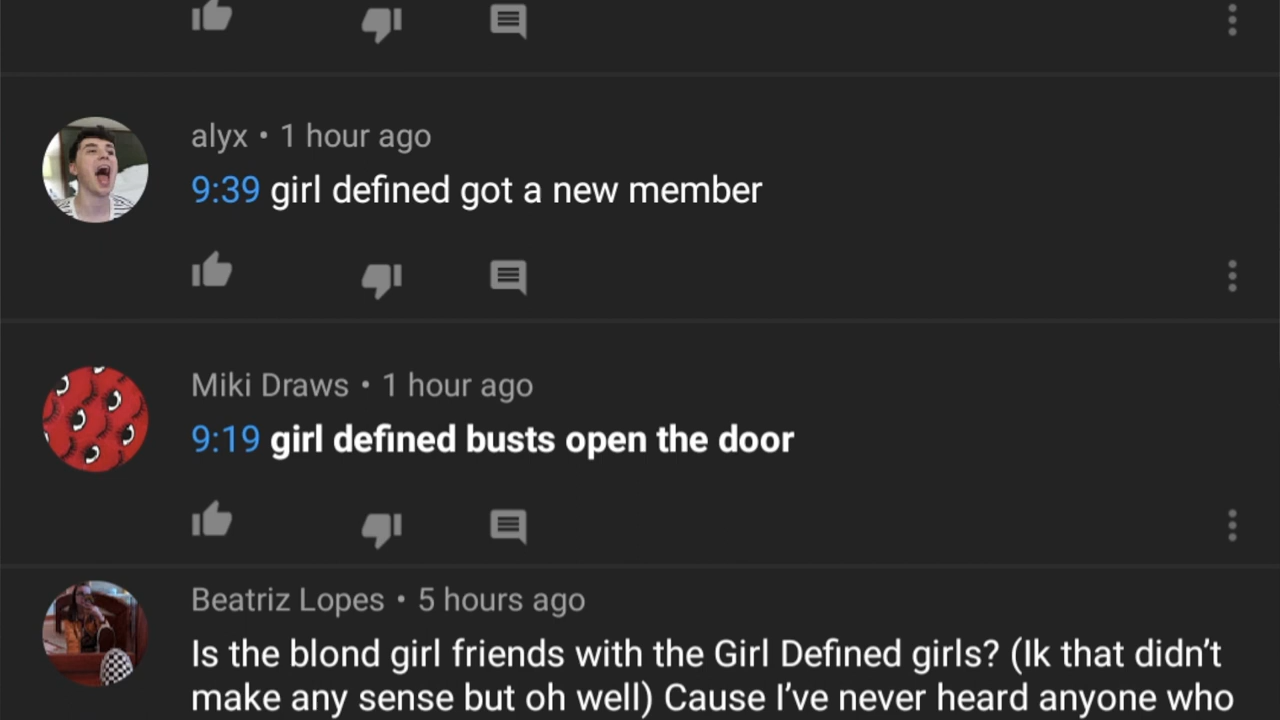 alyx • 1 hour ago
9:39 girl defined got a new member
Miki Draws • 1 hour ago
9:19 girl defined busts open the door
Beatriz Lopes • 5 hours ago
Is the blond girl friends with the Girl Defined girls? (Ik that didn't
make any sense but oh well) Cause I've never heard anyone who